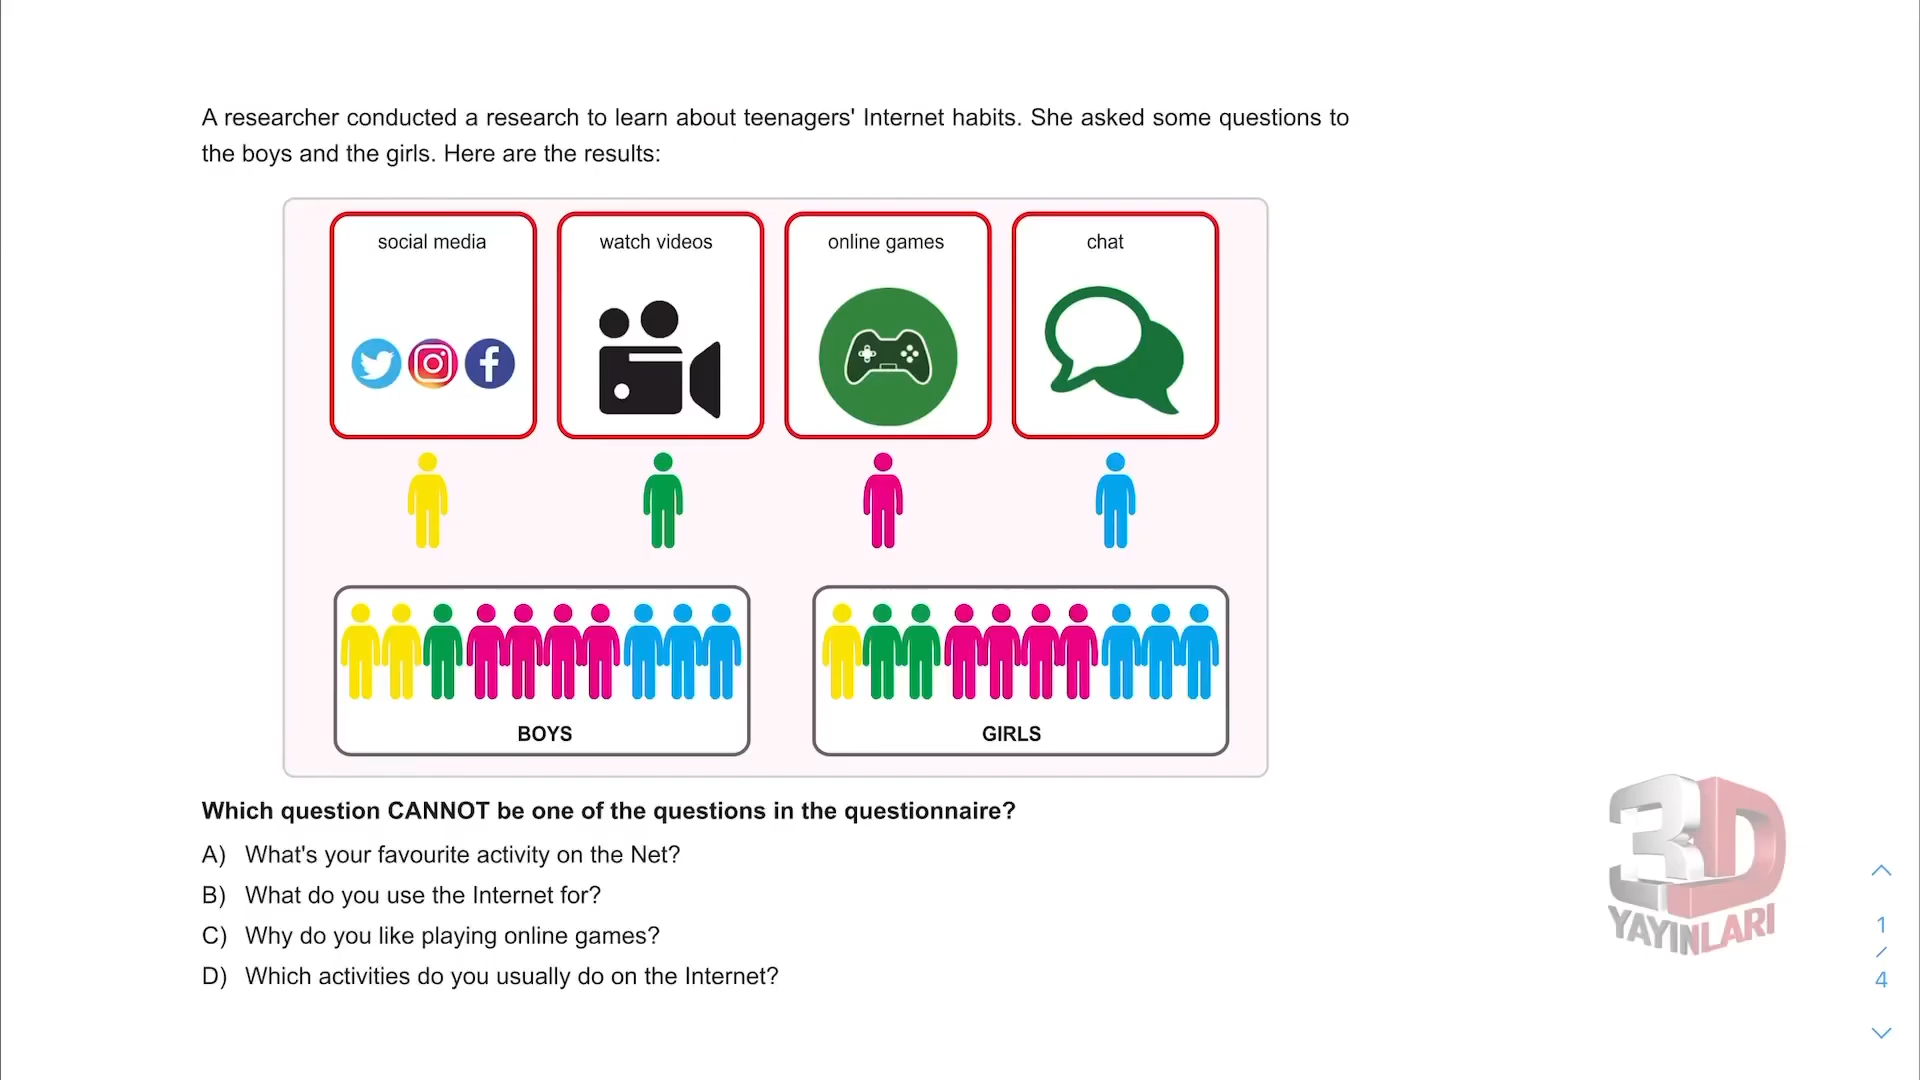 A researcher conducted a research to learn about teenagers' Internet habits. She asked some questions to
the boys and the girls. Here are the results:
social media
watch videos
online games
chat
BOYS
GIRLS
Which question CANNOT be one of the questions in the questionnaire?
A) What's your favourite activity on the Net?
B) What do you use the Internet for?
C) Why do you like playing online games?
D) Which activities do you usually do on the Internet?
3D
YAYINLARI
1
/
4